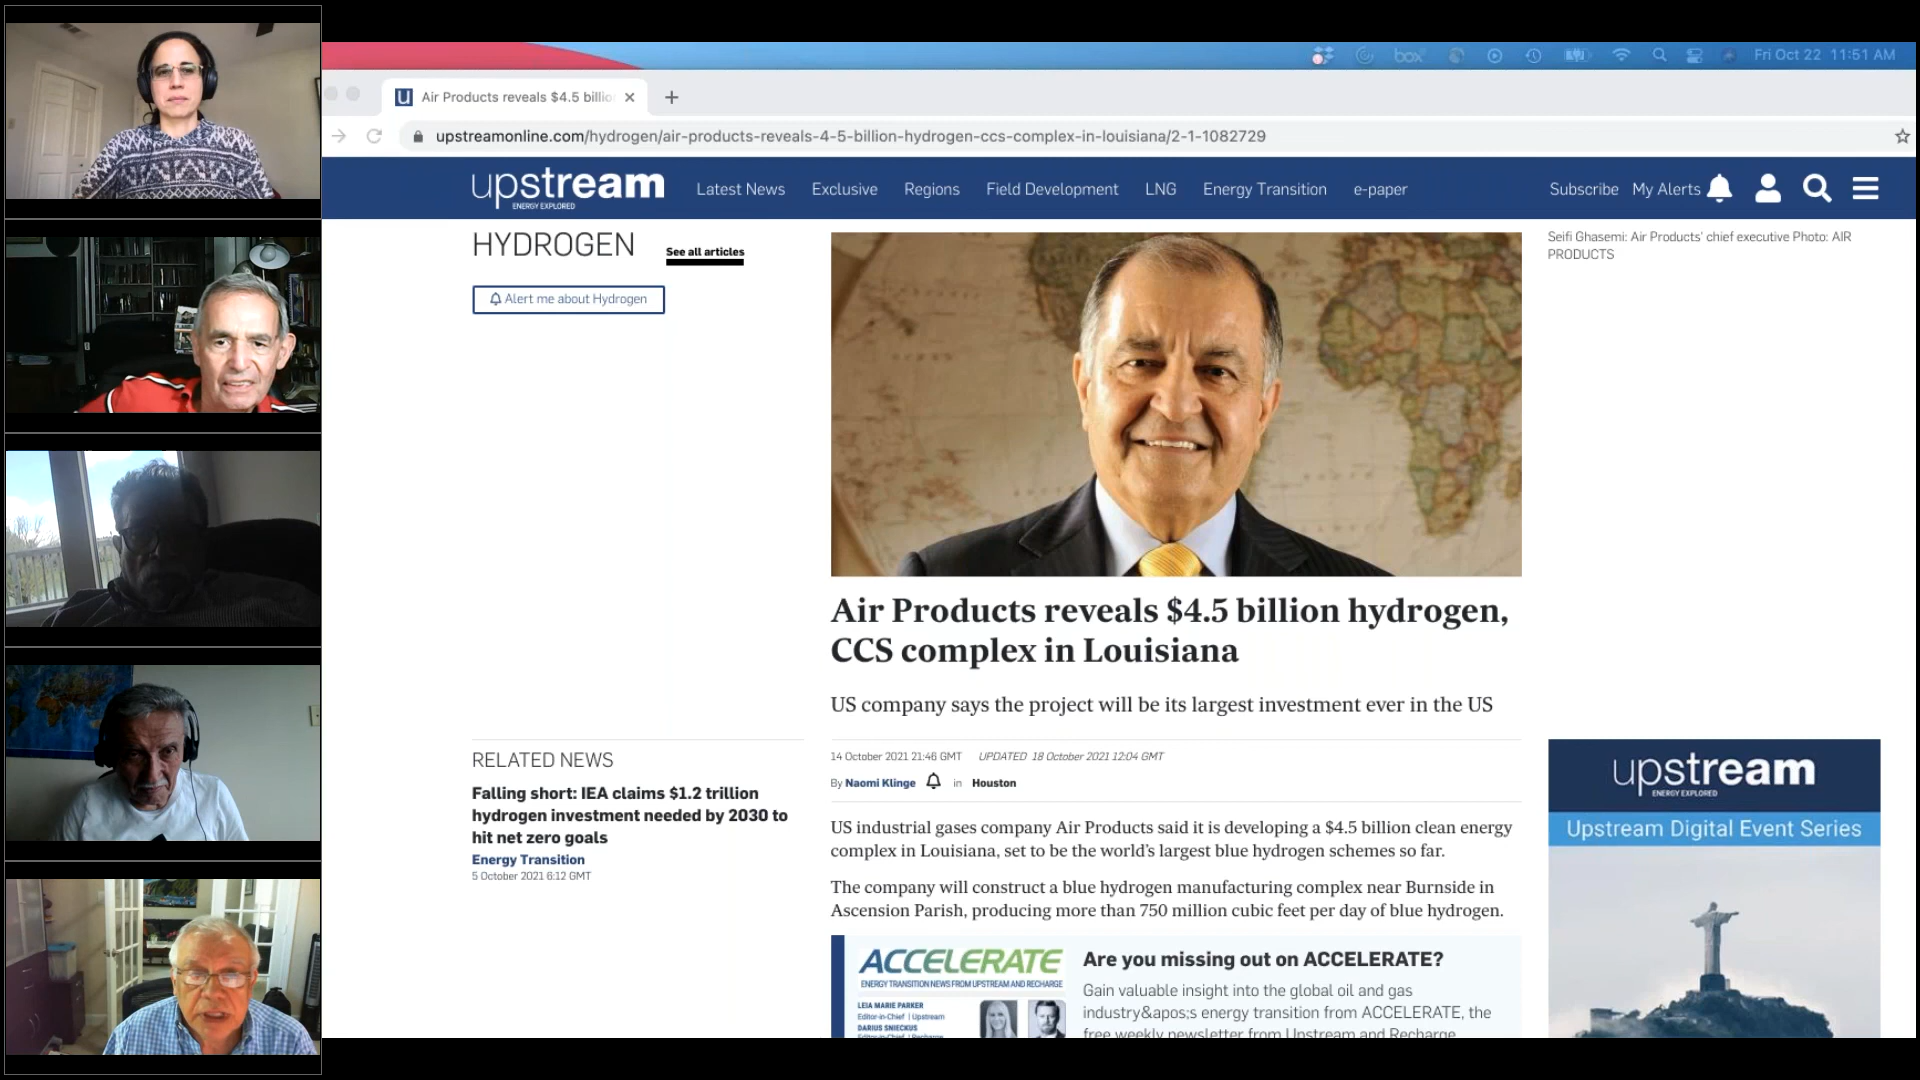 box
Fri Oct 22 11:51 AM
U Air Products reveals $4.5 billio
upstreamonline.com/hydrogen/air-products-reveals-4-5-billion-hydrogen-ccs-complex-in-louisiana/2-1-1082729
upstream
ENERGY EXPLORED
Latest News Exclusive Regions Field Development LNG Energy Transition e-paper
Subscribe My Alerts
HYDROGEN
See all articles
Alert me about Hydrogen
Seifi Ghasemi: Air Products' chief executive Photo: AIR
PRODUCTS
Air Products reveals $4.5 billion hydrogen,
CCS complex in Louisiana
US company says the project will be its largest investment ever in the US
14 October 2021 21:46 GMT UPDATED 18 October 2021 12:04 GMT
By Naomi Klinge in Houston
US industrial gases company Air Products said it is developing a $4.5 billion clean energy
complex in Louisiana, set to be the world's largest blue hydrogen schemes so far.
The company will construct a blue hydrogen manufacturing complex near Burnside in
Ascension Parish, producing more than 750 million cubic feet per day of blue hydrogen.
RELATED NEWS
Falling short: IEA claims $1.2 trillion
hydrogen investment needed by 2030 to
hit net zero goals
Energy Transition
5 October 2021 6:12 GMT
ACCELERATE
ENERGY TRANSITION NEWS FROM UPSTREAM AND RECHARGE
LEIA MARIE PARKER
Editor-in-Chief | Upstream
DARIUS SNIECKUS
Editor-in-Chief | Recharge
Are you missing out on ACCELERATE?
Gain valuable insight into the global oil and gas
industry&apos;s energy transition from ACCELERATE, the
free weekly newsletter from Upstream and Recharge
upstream
ENERGY EXPLORED
Upstream Digital Event Series